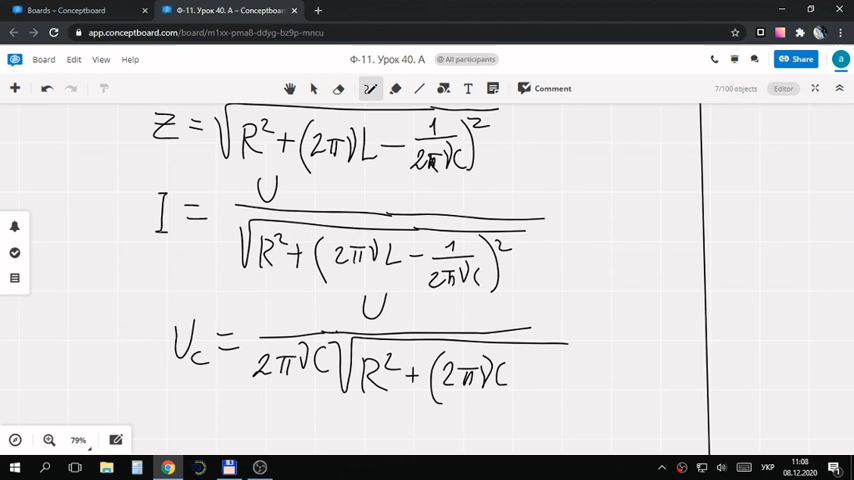 Boards – Conceptboard
Ф-11. Урок 40. А – Conceptboard
app.conceptboard.com/board/m1xx-pma8-ddyg-bz9p-mncu
Board Edit View Help
Ф-11. Урок 40. А
All participants
Share
Comment
7/100 objects
Editor
Z = √(R² + (2πνL − 1/(2πνC))²)
I = U/√(R² + (2πνL − 1/(2πνC))²)
U_C = U/(2πνC√(R² + (2πνC
79%
УКР
11:08
08.12.2020